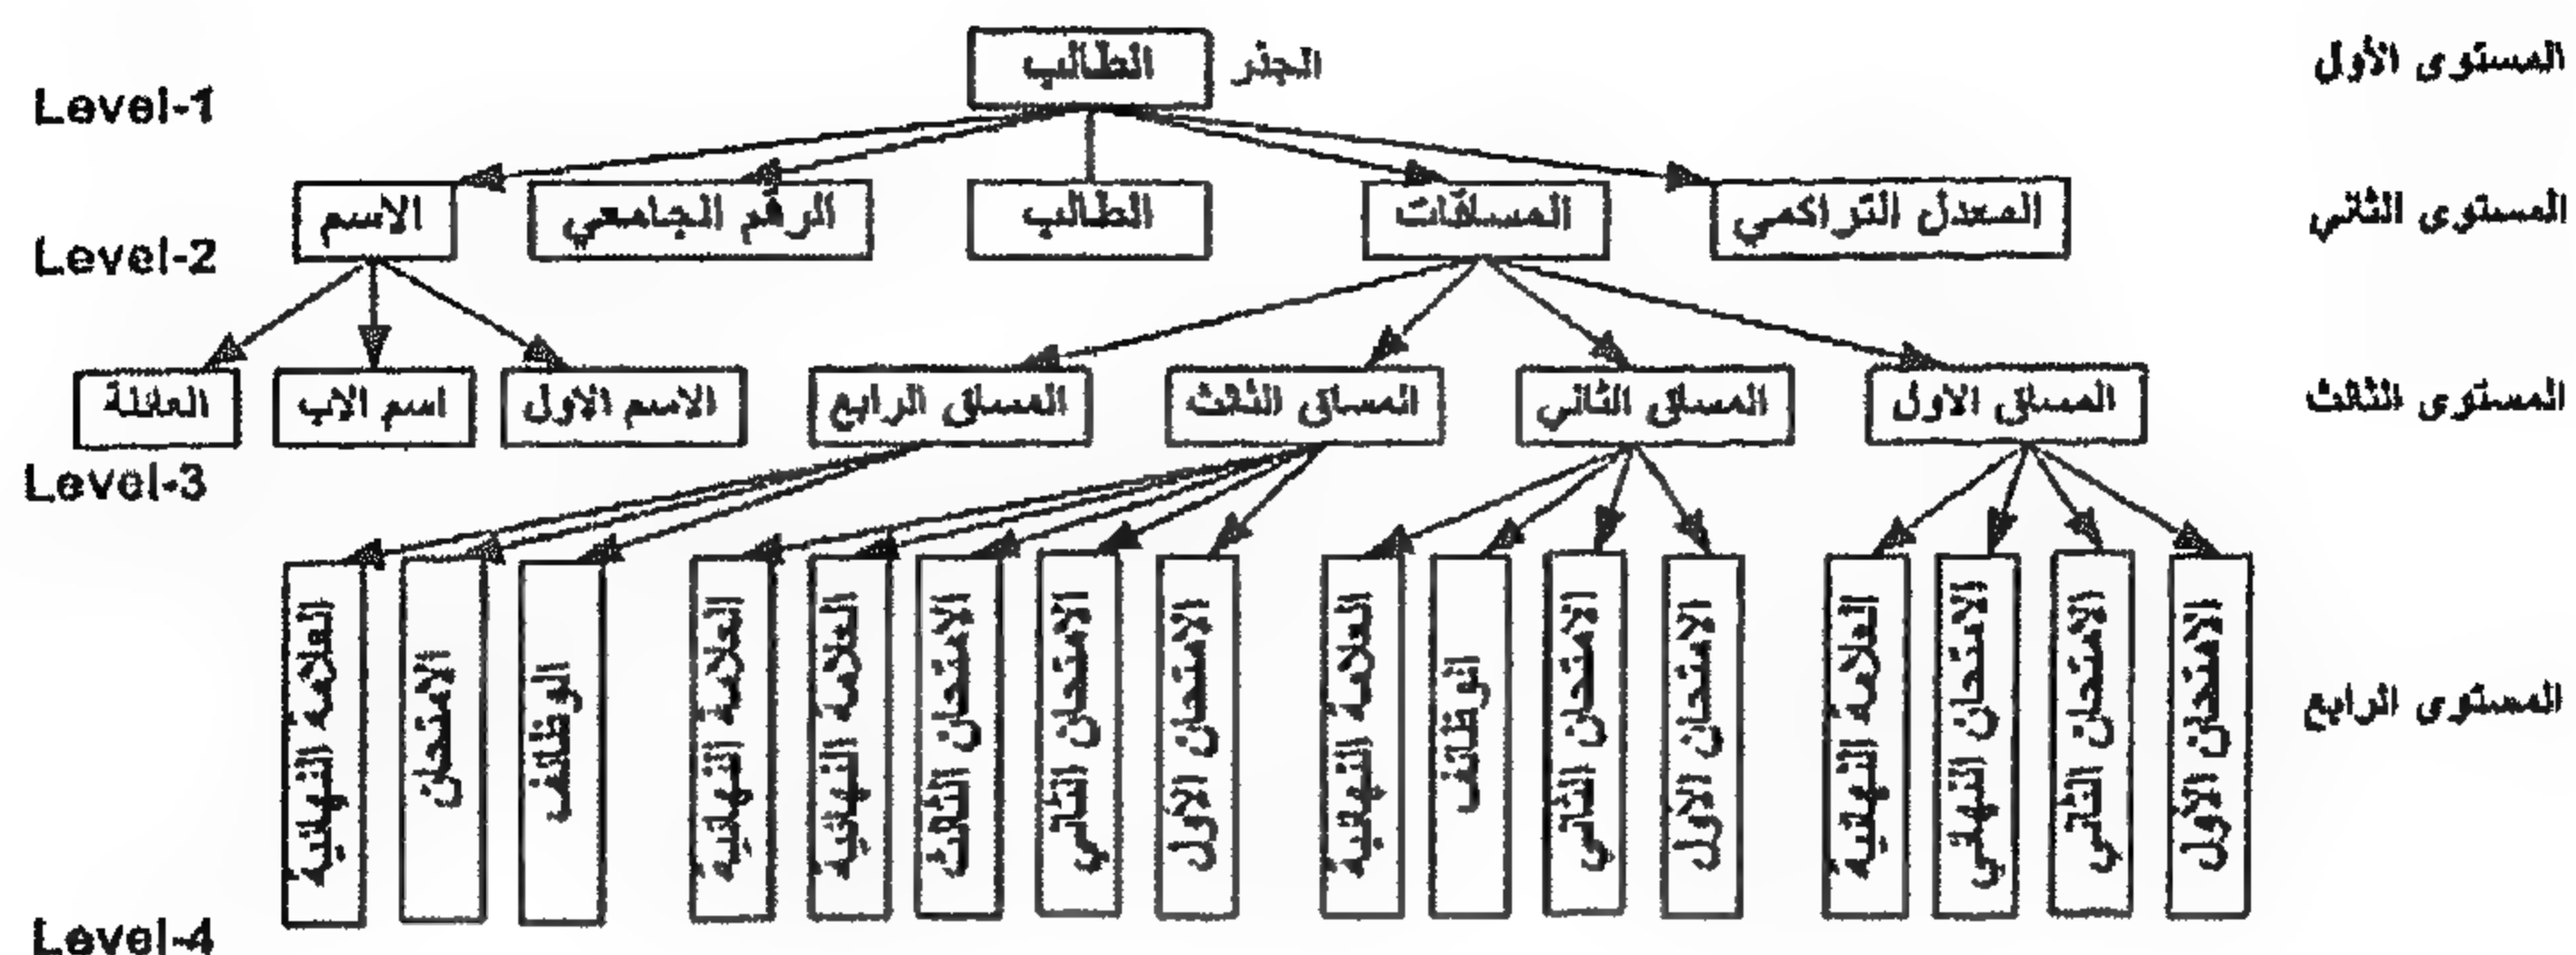 المستوى الأول
الجذر
الطالب
Level-1
المستوى الثاني
المعدل التراكمي
المساقات
الطالب
الرقم الجامعي
الاسم
Level-2
المستوى الثالث
المساق الاول
المساق الثاني
المساق الثالث
المساق الرابع
الاسم الاول
اسم الاب
العائلة
Level-3
المستوى الرابع
الامتحان الأول
الامتحان الثاني
الامتحان النهائي
العلامة النهائية
الامتحان الأول
الامتحان الثاني
الوظائف
العلامة النهائية
الامتحان الأول
الامتحان الثاني
الامتحان الثالث
العلامة النهائية
العلامة النهائية
الوظائف
الامتحان
العلامة النهائية
Level-4